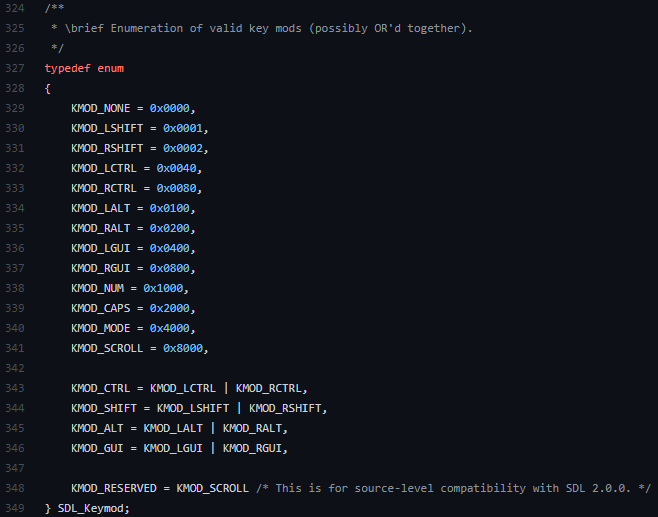 324 /**
325  * \brief Enumeration of valid key mods (possibly OR'd together).
326  */
327 typedef enum
328 {
329     KMOD_NONE = 0x0000,
330     KMOD_LSHIFT = 0x0001,
331     KMOD_RSHIFT = 0x0002,
332     KMOD_LCTRL = 0x0040,
333     KMOD_RCTRL = 0x0080,
334     KMOD_LALT = 0x0100,
335     KMOD_RALT = 0x0200,
336     KMOD_LGUI = 0x0400,
337     KMOD_RGUI = 0x0800,
338     KMOD_NUM = 0x1000,
339     KMOD_CAPS = 0x2000,
340     KMOD_MODE = 0x4000,
341     KMOD_SCROLL = 0x8000,
342
343     KMOD_CTRL = KMOD_LCTRL | KMOD_RCTRL,
344     KMOD_SHIFT = KMOD_LSHIFT | KMOD_RSHIFT,
345     KMOD_ALT = KMOD_LALT | KMOD_RALT,
346     KMOD_GUI = KMOD_LGUI | KMOD_RGUI,
347
348     KMOD_RESERVED = KMOD_SCROLL /* This is for source-level compatibility with SDL 2.0.0. */
349 } SDL_Keymod;